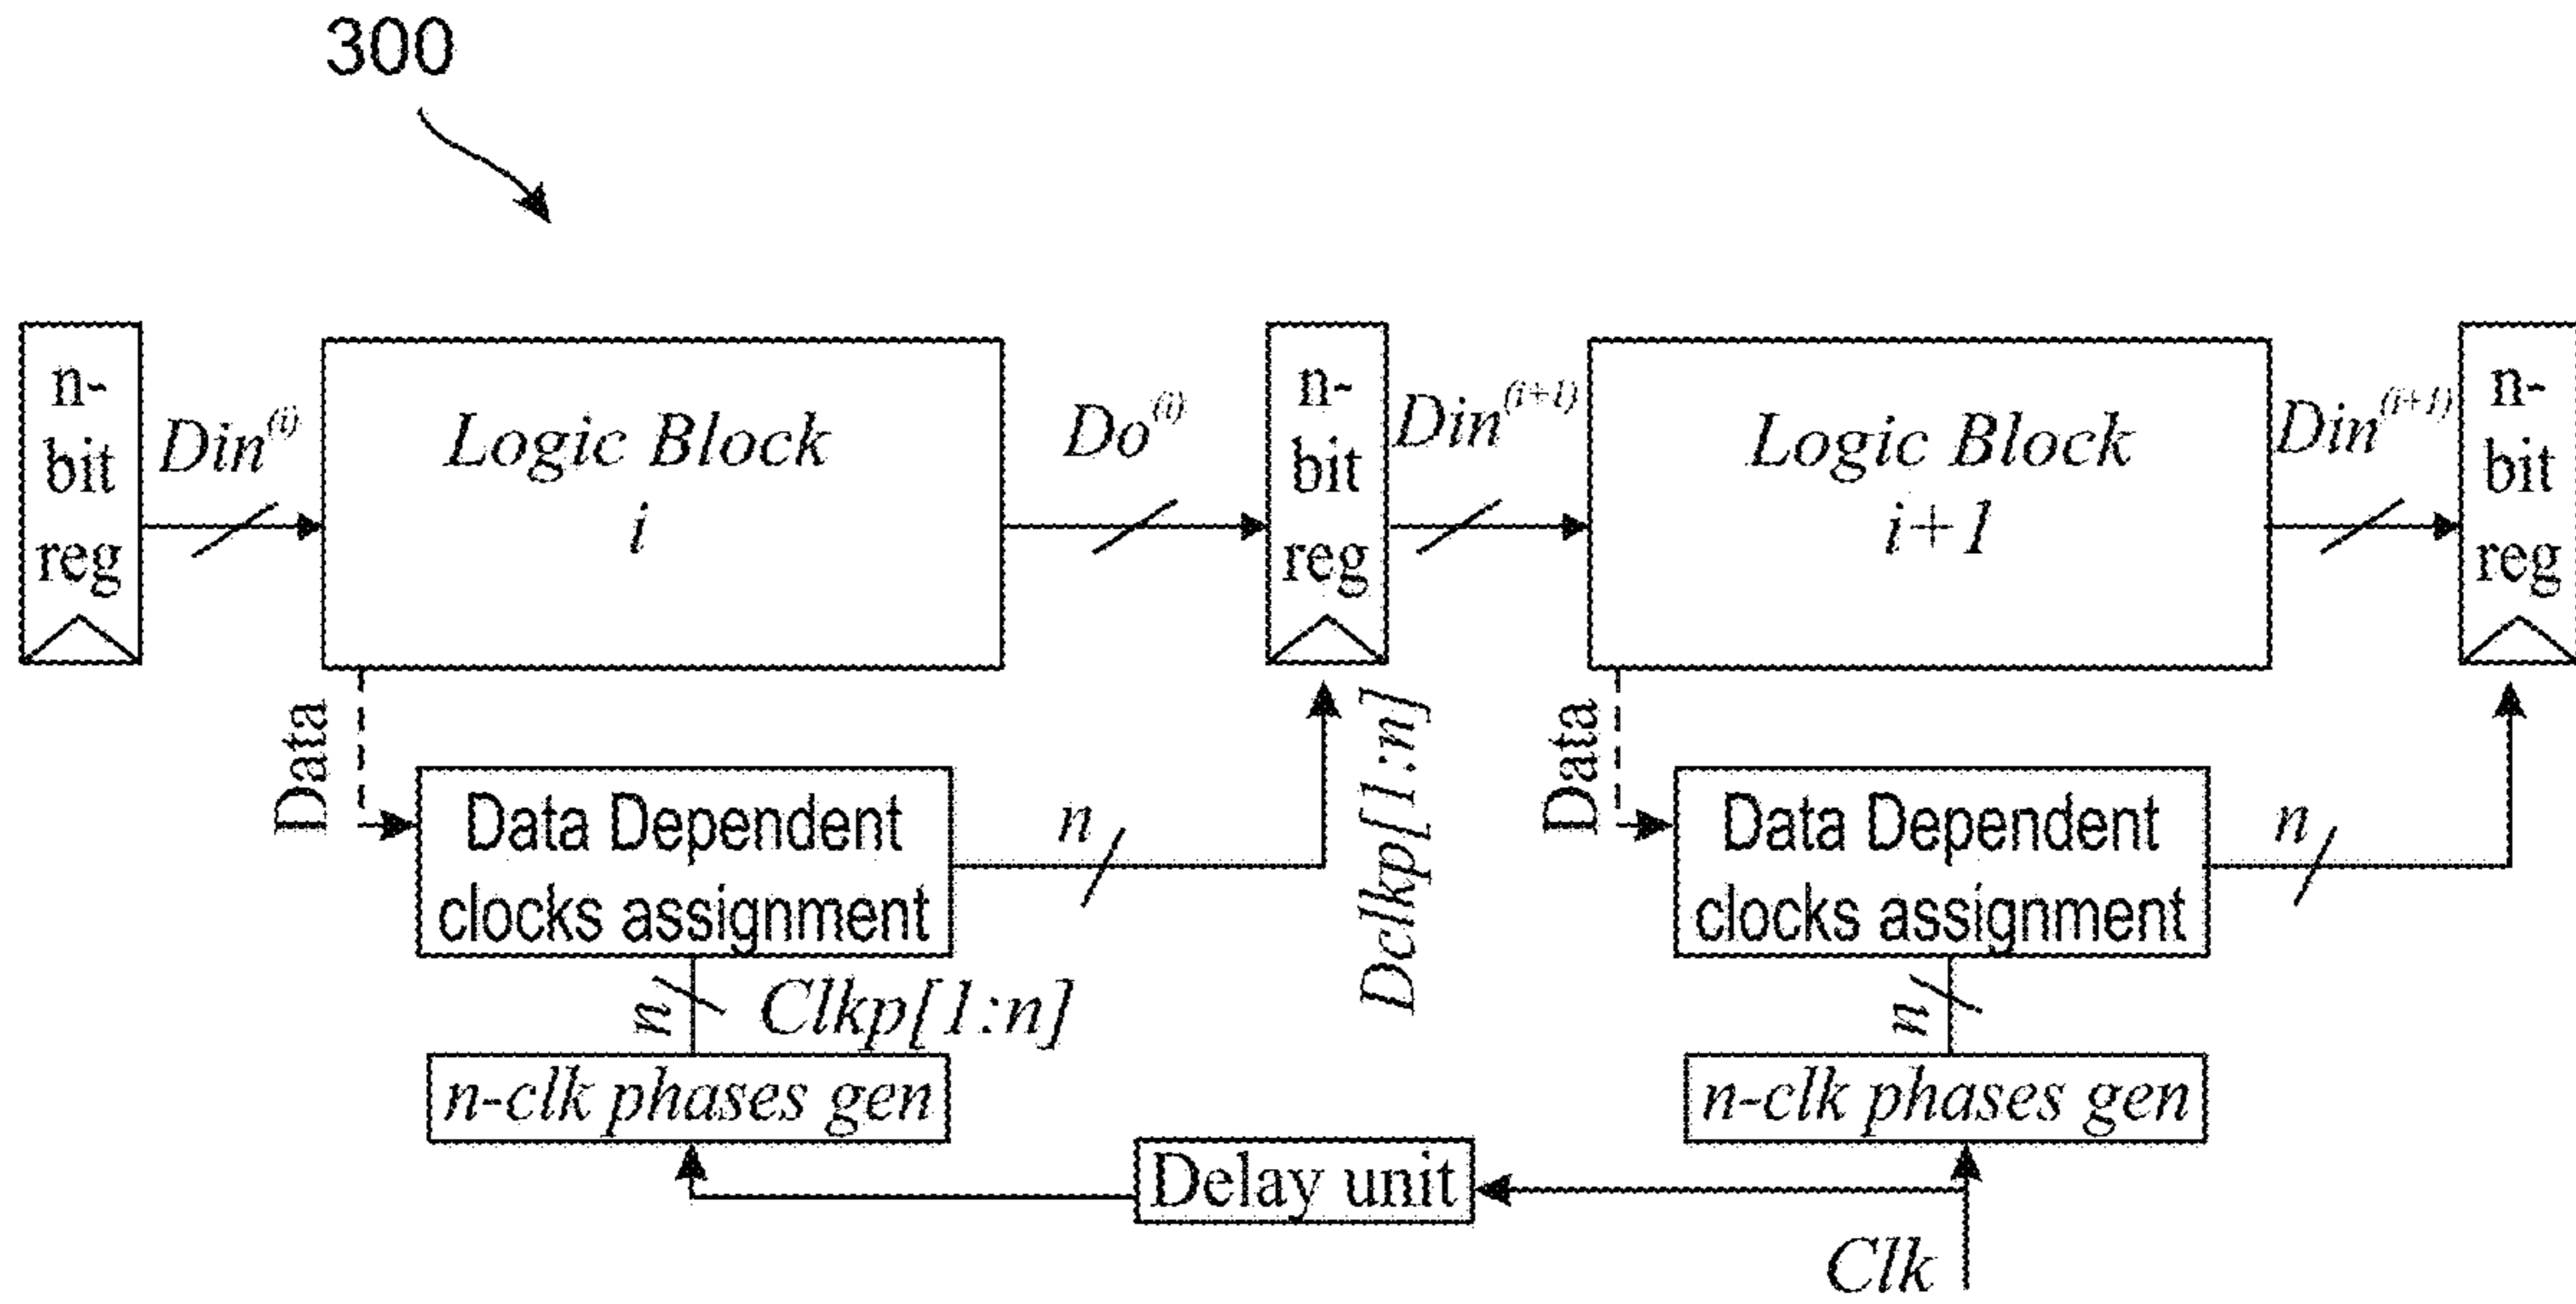 300
n-
bit
reg
Din^(i)
Logic Block
i
Do^(i)
n-
bit
reg
Din^(i+1)
Logic Block
i+1
Din^(i+1)
n-
bit
reg
Data
Data Dependent
clocks assignment
n
Dclkp[1:n]
Data
Data Dependent
clocks assignment
n
n
Clkp[1:n]
n
n-clk phases gen
n-clk phases gen
Delay unit
Clk